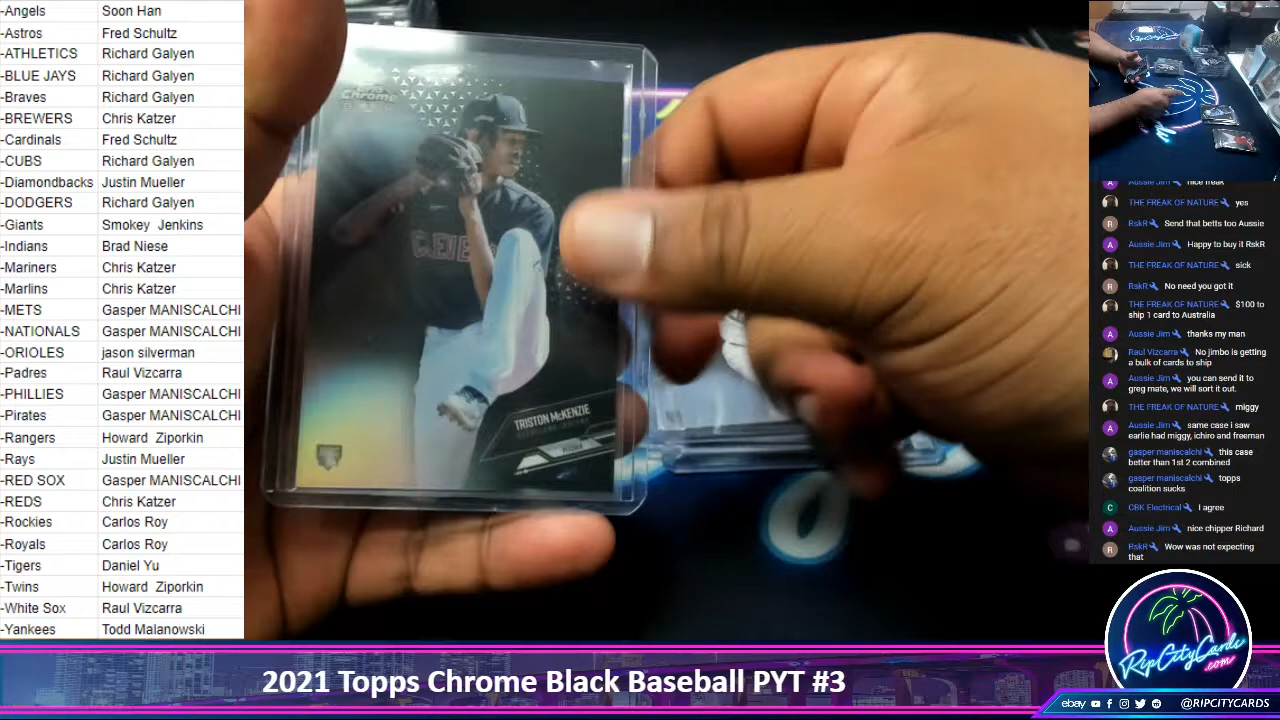 -Angels Soon Han
-Astros Fred Schultz
-ATHLETICS Richard Galyen
-BLUE JAYS Richard Galyen
-Braves Richard Galyen
-BREWERS Chris Katzer
-Cardinals Fred Schultz
-CUBS Richard Galyen
-Diamondbacks Justin Mueller
-DODGERS Richard Galyen
-Giants Smokey Jenkins
-Indians Brad Niese
-Mariners Chris Katzer
-Marlins Chris Katzer
-METS Gasper MANISCALCHI
-NATIONALS Gasper MANISCALCHI
-ORIOLES jason silverman
-Padres Raul Vizcarra
-PHILLIES Gasper MANISCALCHI
-Pirates Gasper MANISCALCHI
-Rangers Howard Ziporkin
-Rays Justin Mueller
-RED SOX Gasper MANISCALCHI
-REDS Chris Katzer
-Rockies Carlos Roy
-Royals Carlos Roy
-Tigers Daniel Yu
-Twins Howard Ziporkin
-White Sox Raul Vizcarra
-Yankees Todd Malanowski
Chrome
CLEVE
TRISTON McKENZIE
Aussie Jim nice freak
THE FREAK OF NATURE yes
RskR Send that betts too Aussie
Aussie Jim Happy to buy it RskR
THE FREAK OF NATURE sick
RskR No need you got it
THE FREAK OF NATURE $100 to
ship 1 card to Australia
Aussie Jim thanks my man
Raul Vizcarra No jimbo is getting
a bulk of cards to ship
Aussie Jim you can send it to
greg mate, we will sort it out.
THE FREAK OF NATURE miggy
Aussie Jim same case i saw
earlie had miggy, ichiro and freeman
gasper maniscalchi this case
better than 1st 2 combined
gasper maniscalchi topps
coalition sucks
CBK Electrical I agree
Aussie Jim nice chipper Richard
RskR Wow was not expecting
that
RipCityCards
.com
2021 Topps Chrome Black Baseball PYT #3
ebay @RIPCITYCARDS